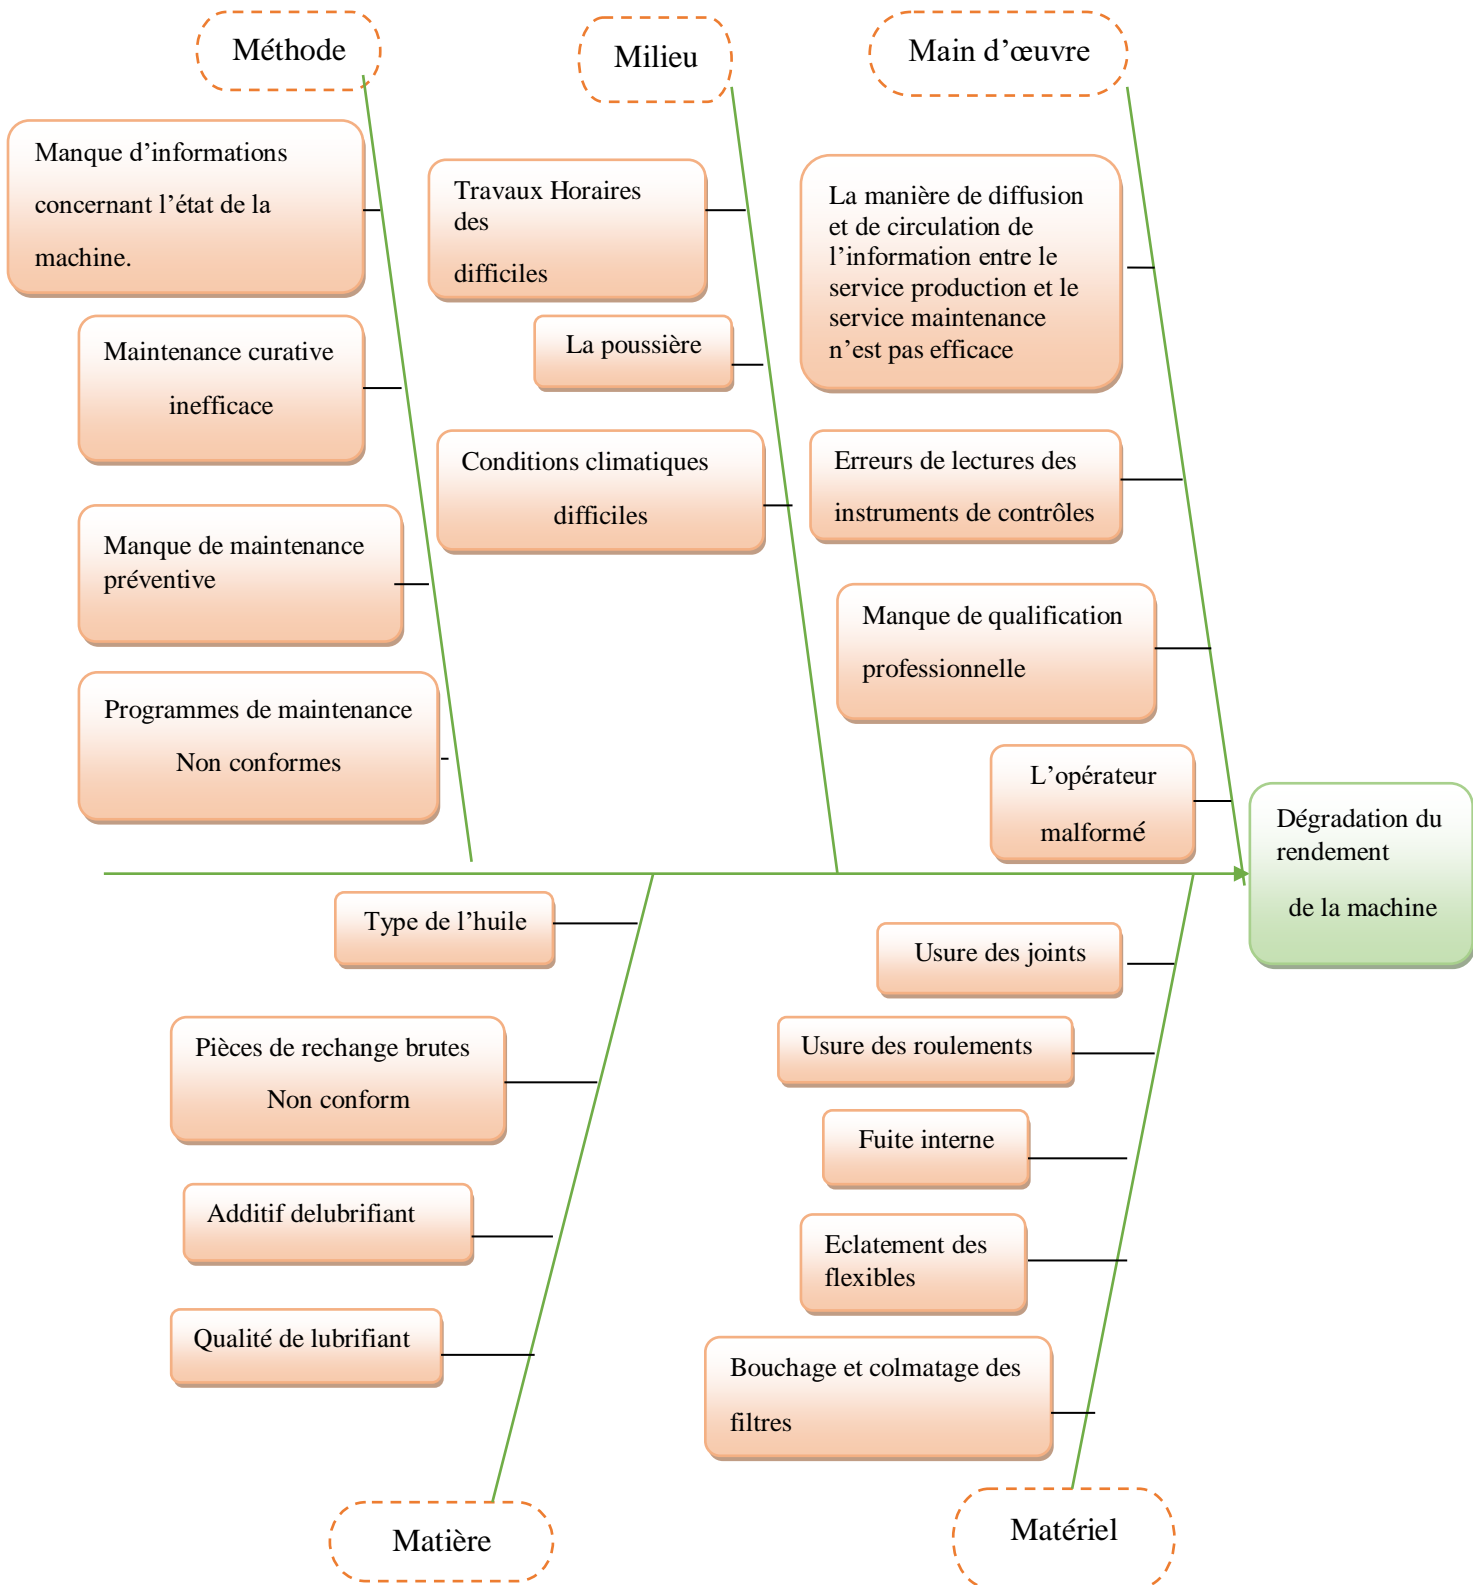 Méthode
Milieu
Main d’œuvre
Manque d’informations
concernant l’état de la
machine.
Maintenance curative
inefficace
Manque de maintenance
préventive
Programmes de maintenance
Non conformes
Travaux Horaires
des
difficiles
La poussière
Conditions climatiques
difficiles
La manière de diffusion
et de circulation de
l’information entre le
service production et le
service maintenance
n’est pas efficace
Erreurs de lectures des
instruments de contrôles
Manque de qualification
professionnelle
L’opérateur
malformé
Dégradation du
rendement
de la machine
Type de l’huile
Pièces de rechange brutes
Non conform
Additif delubrifiant
Qualité de lubrifiant
Usure des joints
Usure des roulements
Fuite interne
Eclatement des
flexibles
Bouchage et colmatage des
filtres
Matière
Matériel